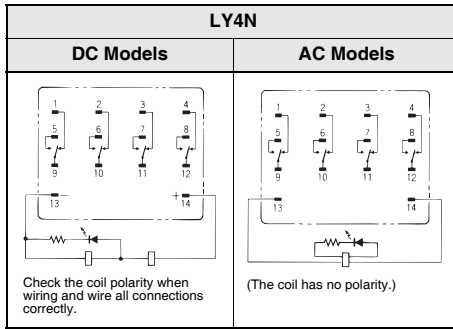 LY4N
DC Models
AC Models
1 2 3 4
5 6 7 8
9 10 11 12
13 − + 14
Check the coil polarity when
wiring and wire all connections
correctly.
1 2 3 4
5 6 7 8
9 10 11 12
13 14
(The coil has no polarity.)